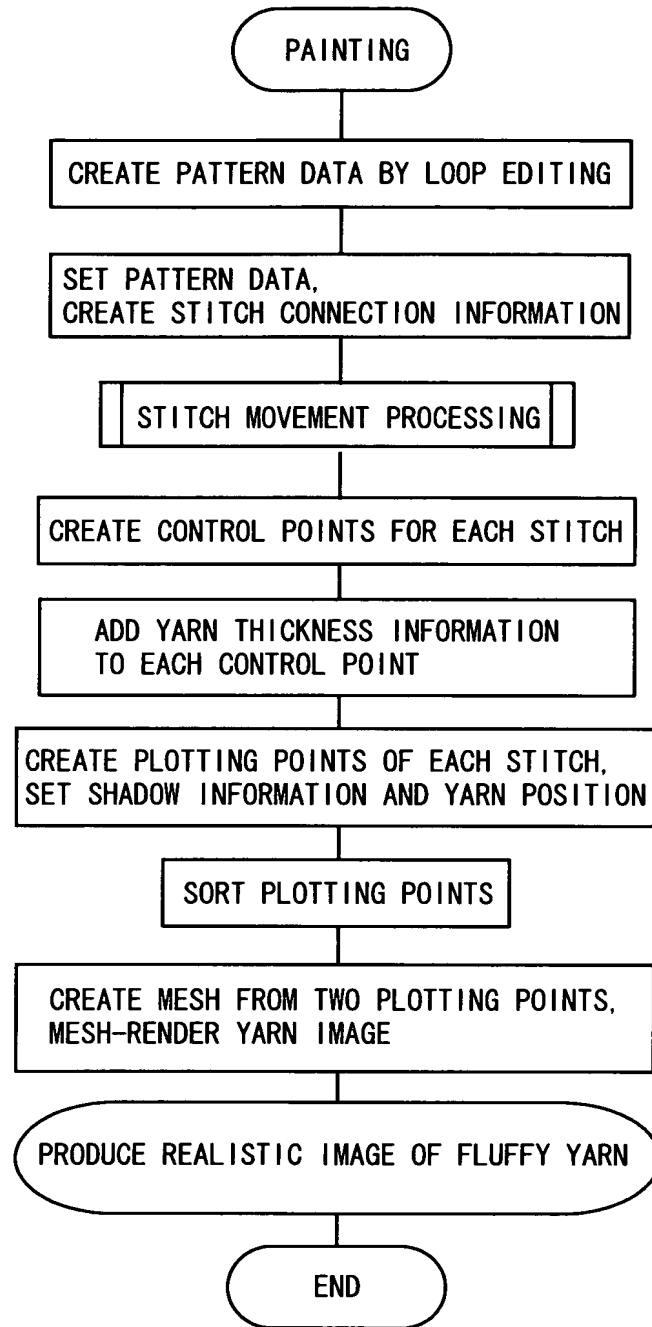 PAINTING
CREATE PATTERN DATA BY LOOP EDITING
SET PATTERN DATA,
CREATE STITCH CONNECTION INFORMATION
STITCH MOVEMENT PROCESSING
CREATE CONTROL POINTS FOR EACH STITCH
ADD YARN THICKNESS INFORMATION
TO EACH CONTROL POINT
CREATE PLOTTING POINTS OF EACH STITCH,
SET SHADOW INFORMATION AND YARN POSITION
SORT PLOTTING POINTS
CREATE MESH FROM TWO PLOTTING POINTS,
MESH-RENDER YARN IMAGE
PRODUCE REALISTIC IMAGE OF FLUFFY YARN
END